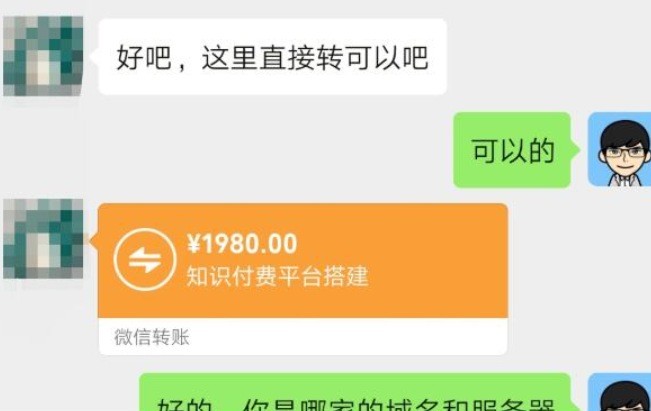 好吧，这里直接转可以吧
可以的
¥1980.00
知识付费平台搭建
微信转账
好的，你是哪家的域名和服务器